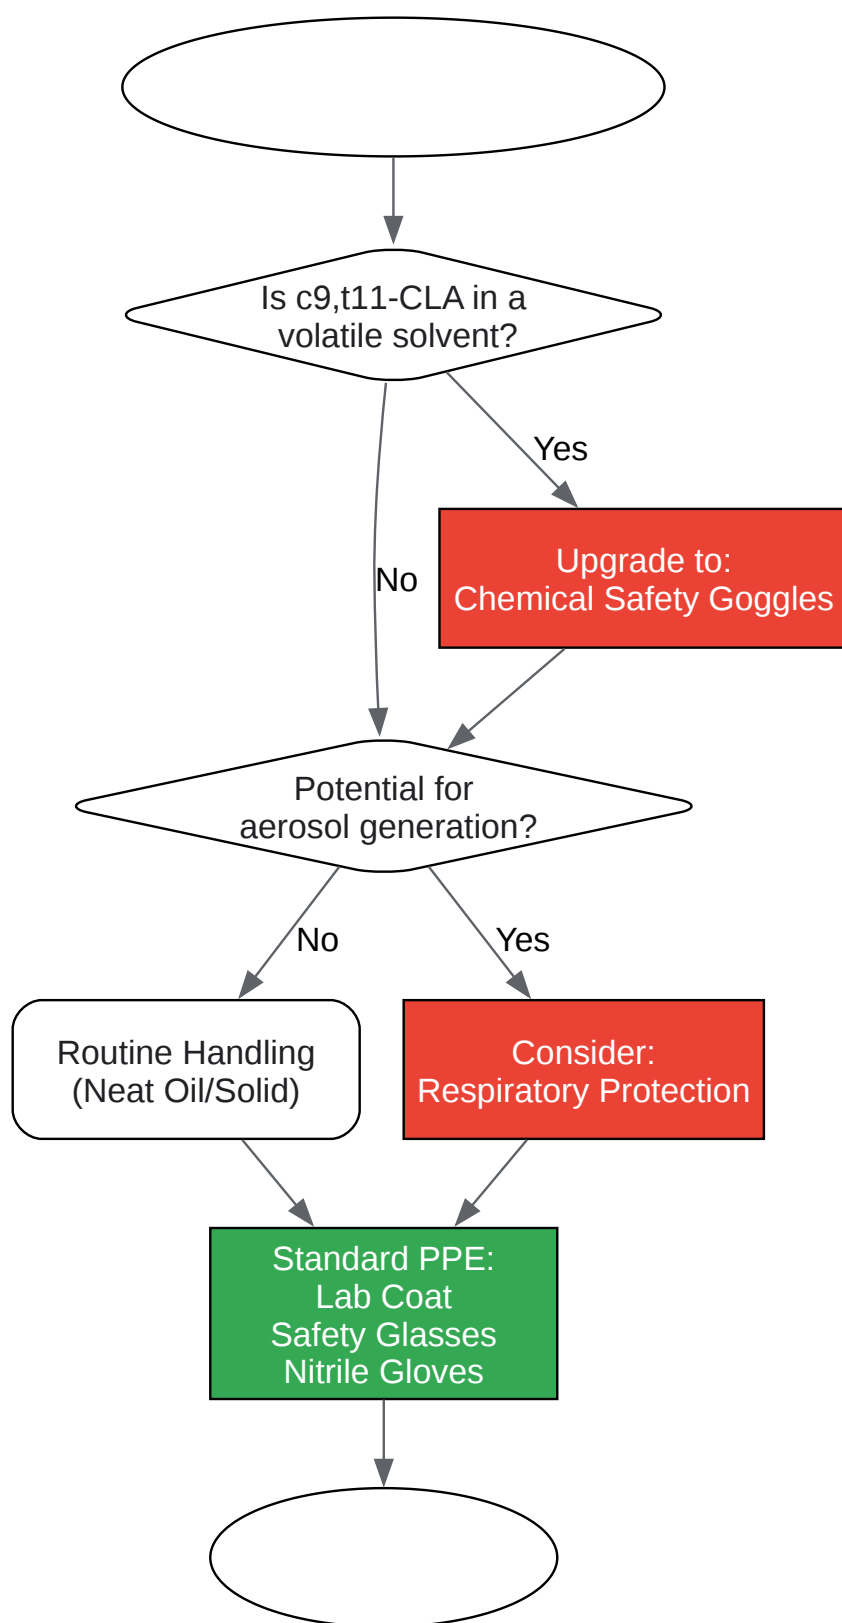 Is c9,t11-CLA in a
volatile solvent?
Yes
No
Upgrade to:
Chemical Safety Goggles
Potential for
aerosol generation?
No
Yes
Routine Handling
(Neat Oil/Solid)
Consider:
Respiratory Protection
Standard PPE:
Lab Coat
Safety Glasses
Nitrile Gloves